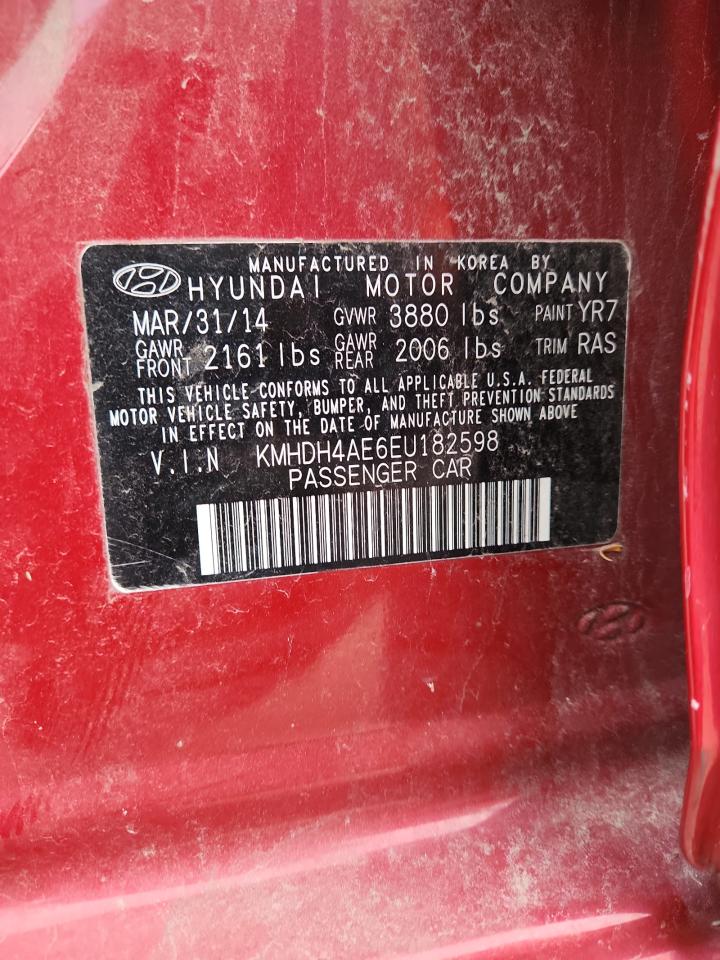 MANUFACTURED IN KOREA BY
HYUNDAI MOTOR COMPANY
MAR/31/14 GVWR 3880 lbs PAINT YR7
GAWR FRONT 2161 lbs GAWR REAR 2006 lbs TRIM RAS
THIS VEHICLE CONFORMS TO ALL APPLICABLE U.S.A. FEDERAL
MOTOR VEHICLE SAFETY, BUMPER, AND THEFT PREVENTION STANDARDS
IN EFFECT ON THE DATE OF MANUFACTURE SHOWN ABOVE
V.I.N KMHDH4AE6EU182598
PASSENGER CAR